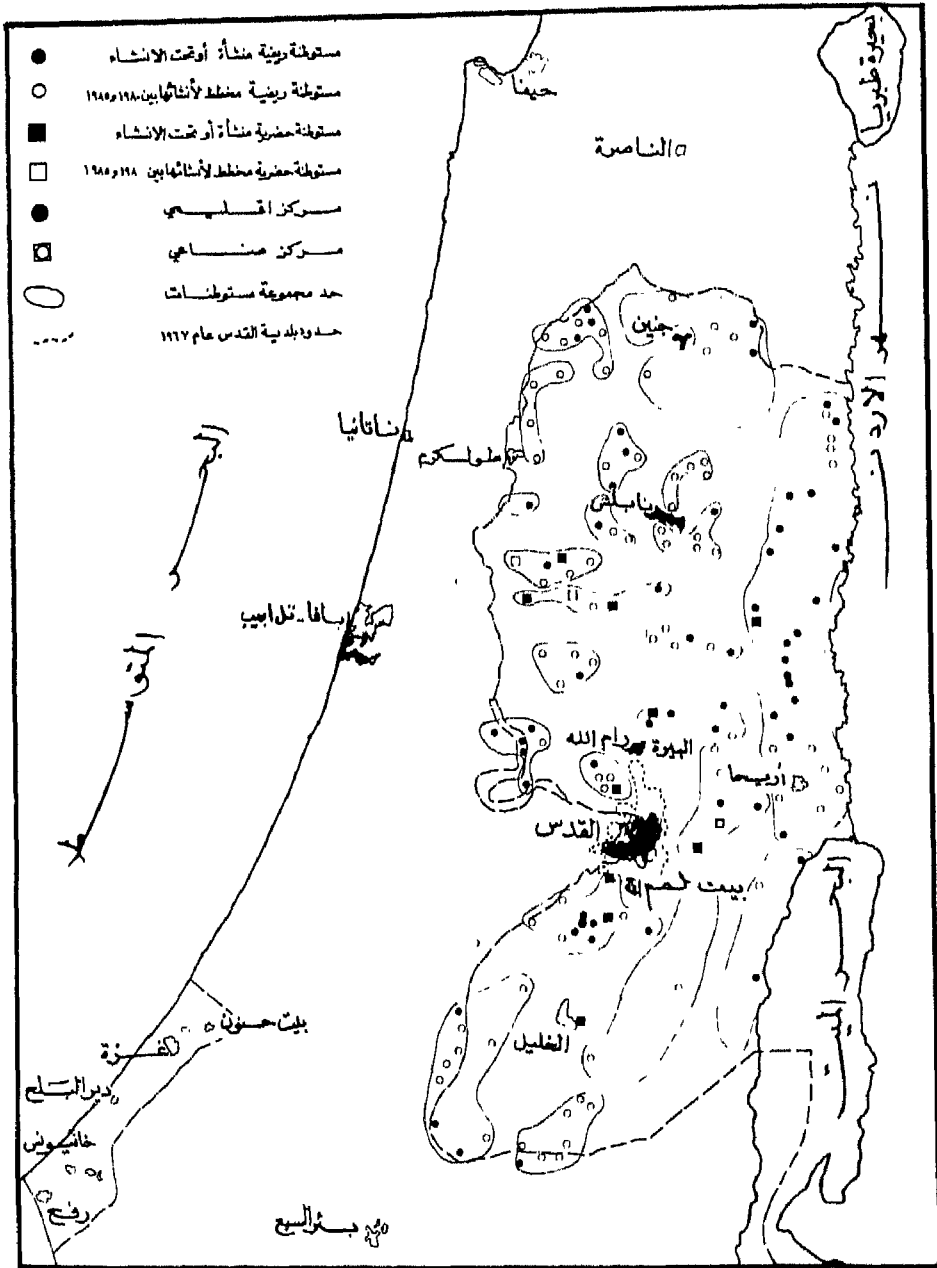 مستوطنة ريفية منشأة أو تحت الانشاء
مستوطنة ريفية مخطط لأنشائها بين ١٩٨٠ و١٩٨٥
مستوطنة حضرية منشأة أو تحت الانشاء
مستوطنة حضرية مخطط لأنشائها بين ١٩٨ و١٩٨٥
مركز اقليمي
مركز صناعي
حد مجموعة مستوطنات
حدود بلدية القدس عام ١٩٦٧
بحيرة طبريا
حيفا
الناصرة
نهر الاردن
جنين
ناتانيا
طولكرم
نابلس
البحر
المتوسط
يافا - تل ابيب
البيرة
رام الله
أريحا
القدس
بيت لحم
البحر الميت
الخليل
بيت حنون
غزة
دير البلح
خانيونس
رفح
بئر السبع